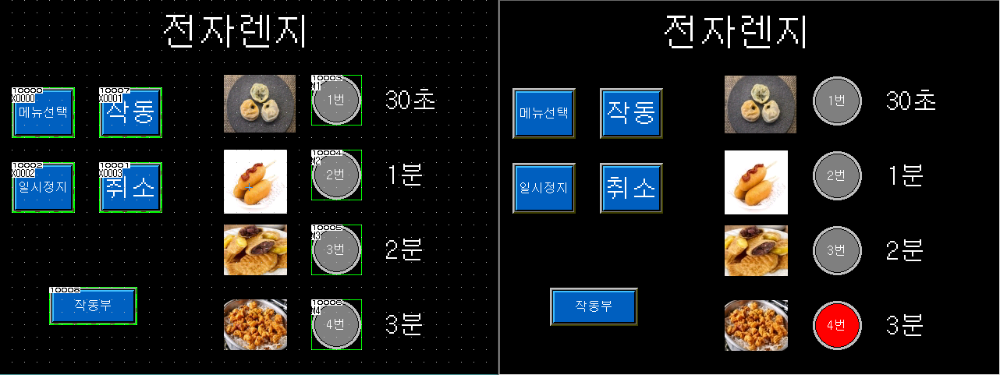 전자렌지
10000
X0000
메뉴선택
10007
X0001
작동
10003
M1
1번
30초
10002
X0002
일시정지
10001
X0003
취소
10004
M2
2번
1분
10005
M3
3번
2분
10008
작동부
10006
M4
4번
3분
전자렌지
메뉴선택
작동
1번
30초
일시정지
취소
2번
1분
3번
2분
작동부
4번
3분